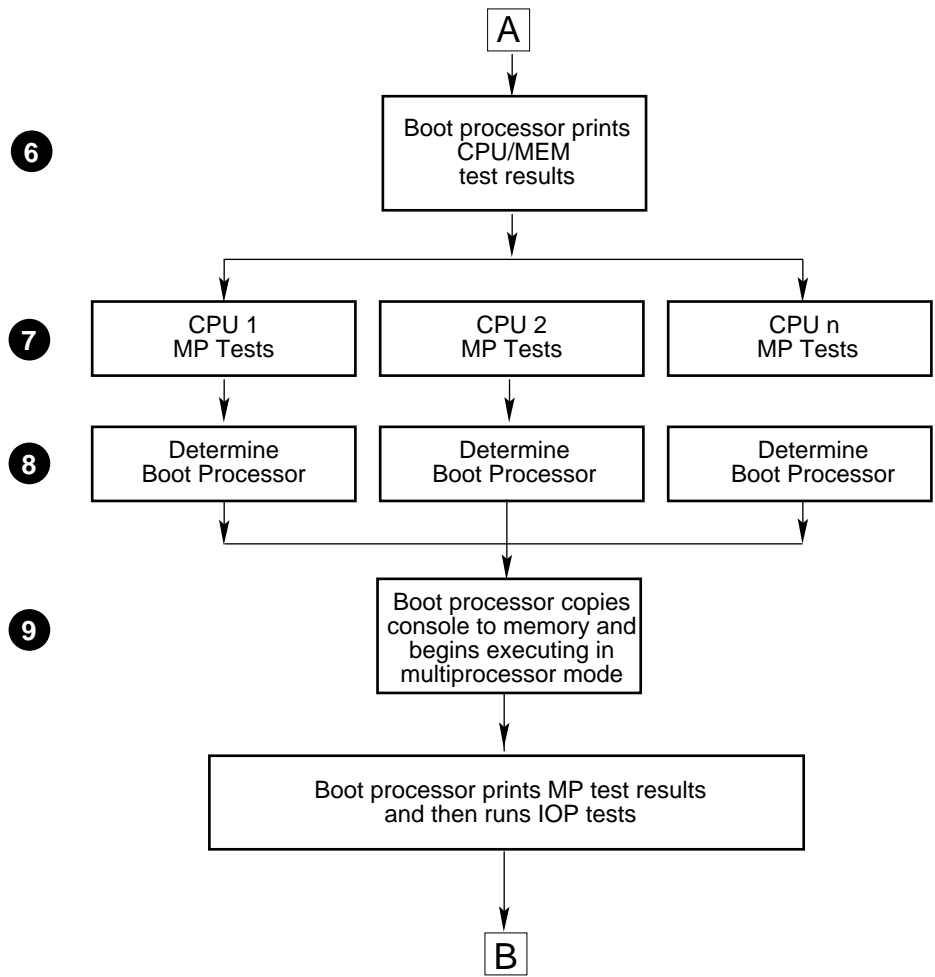 A
6
Boot processor prints
CPU/MEM
test results
7
CPU 1
MP Tests
CPU 2
MP Tests
CPU n
MP Tests
8
Determine
Boot Processor
Determine
Boot Processor
Determine
Boot Processor
9
Boot processor copies
console to memory and
begins executing in
multiprocessor mode
Boot processor prints MP test results
and then runs IOP tests
B